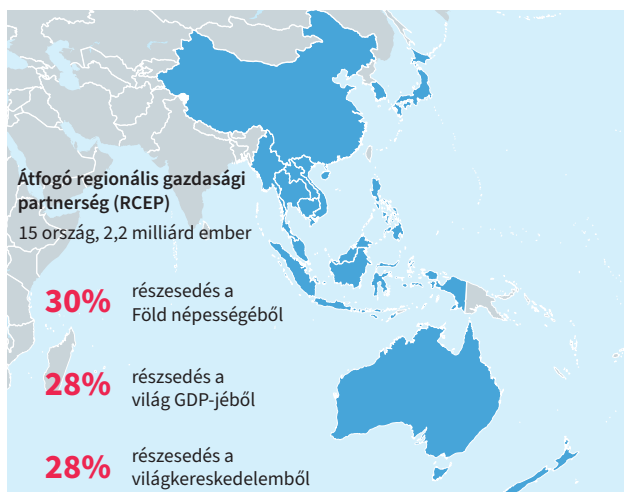 Átfogó regionális gazdasági
partnerség (RCEP)
15 ország, 2,2 milliárd ember
30%
részesedés a
Föld népességéből
28%
részsedés a
világ GDP-jéből
28%
részesedés a
világkereskedelemből